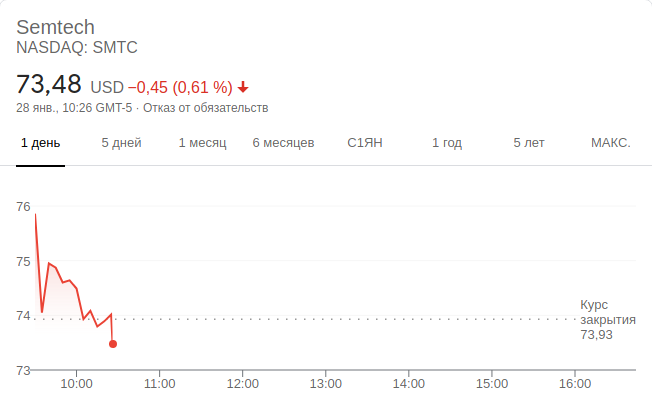 Semtech
NASDAQ: SMTC
73,48 USD −0,45 (0,61 %)
28 янв., 10:26 GMT-5 · Отказ от обязательств
1 день 5 дней 1 месяц 6 месяцев С1ЯН 1 год 5 лет МАКС.
76
75
74
73
Курс
закрытия
73,93
10:00 11:00 12:00 13:00 14:00 15:00 16:00